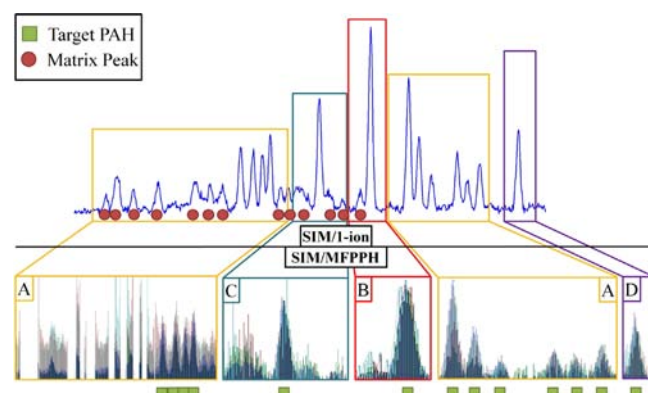 Target PAH
Matrix Peak
SIM/1-ion
SIM/MFPPH
A
C
B
A
D